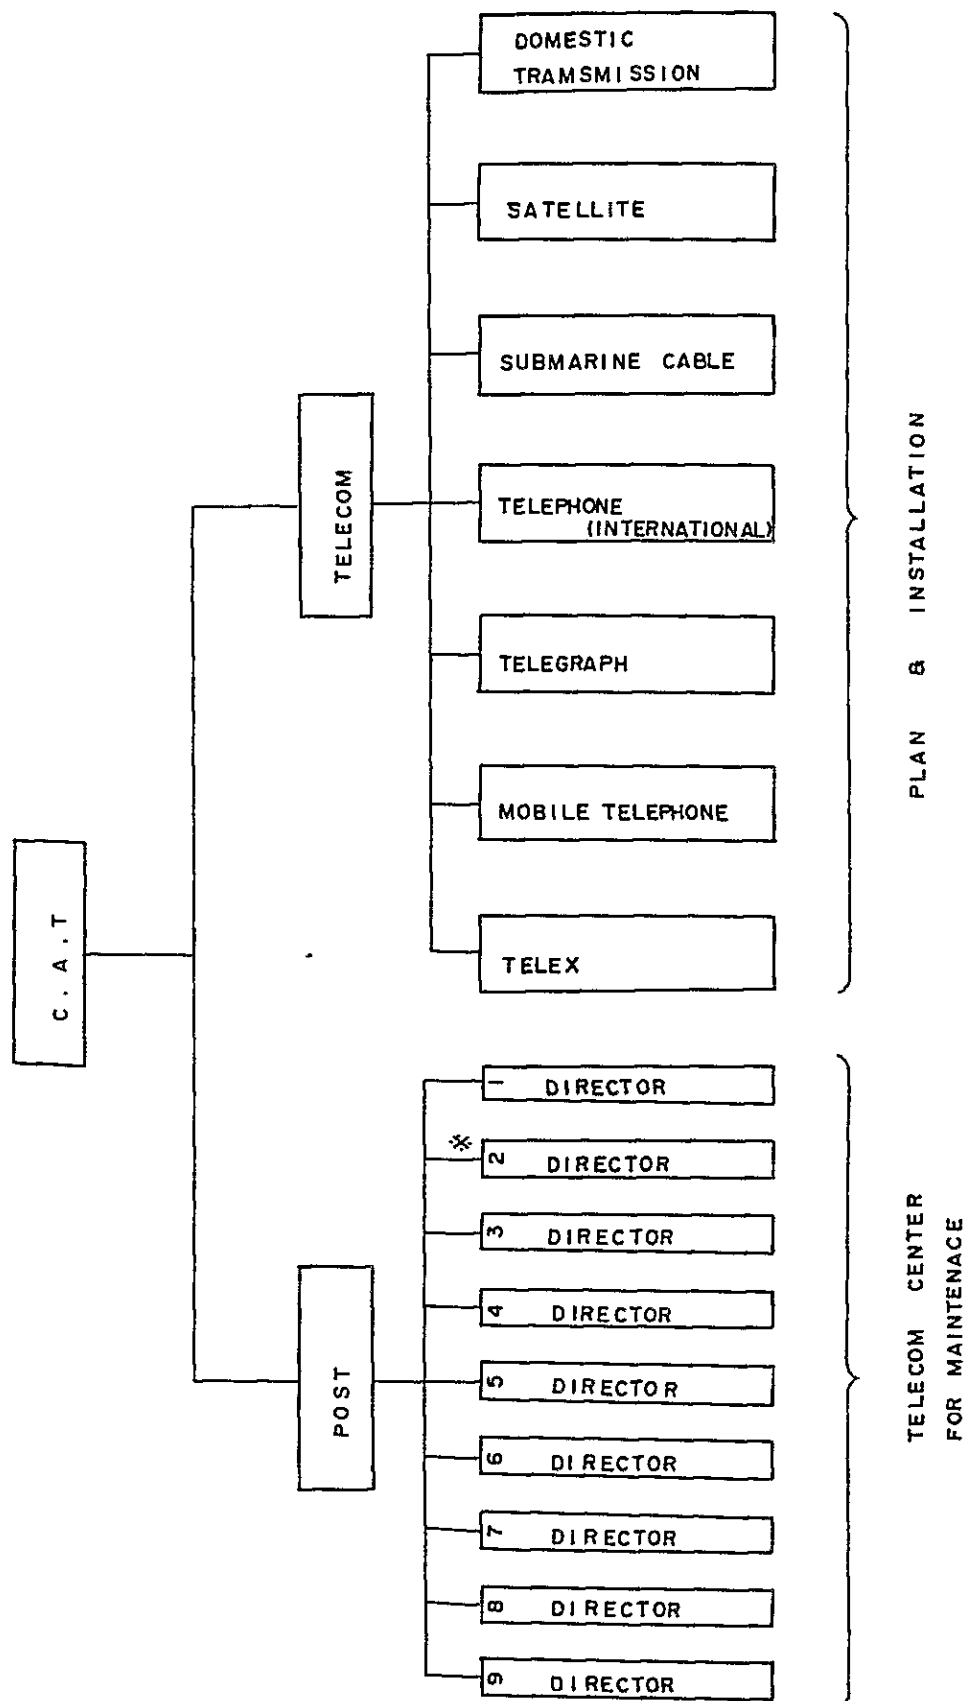 C. A. T
POST
TELECOM
9 DIRECTOR
8 DIRECTOR
7 DIRECTOR
6 DIRECTOR
5 DIRECTOR
4 DIRECTOR
3 DIRECTOR
※
2 DIRECTOR
1 DIRECTOR
TELEX
MOBILE TELEPHONE
TELEGRAPH
TELEPHONE
(INTERNATIONAL)
SUBMARINE CABLE
SATELLITE
DOMESTIC
TRAMSMISSION
TELECOM CENTER
FOR MAINTENACE
PLAN & INSTALLATION